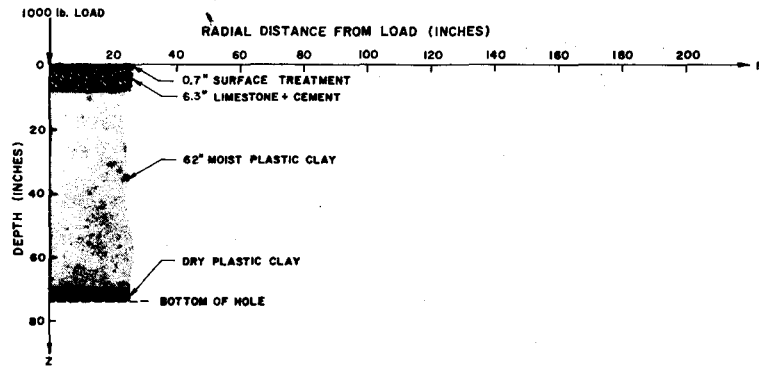 1000 lb. LOAD
RADIAL DISTANCE FROM LOAD (INCHES)
0 20 40 60 80 100 120 140 160 180 200
0.7" SURFACE TREATMENT
6.3" LIMESTONE + CEMENT
20
62" MOIST PLASTIC CLAY
40
DEPTH (INCHES)
60
DRY PLASTIC CLAY
BOTTOM OF HOLE
80
Z